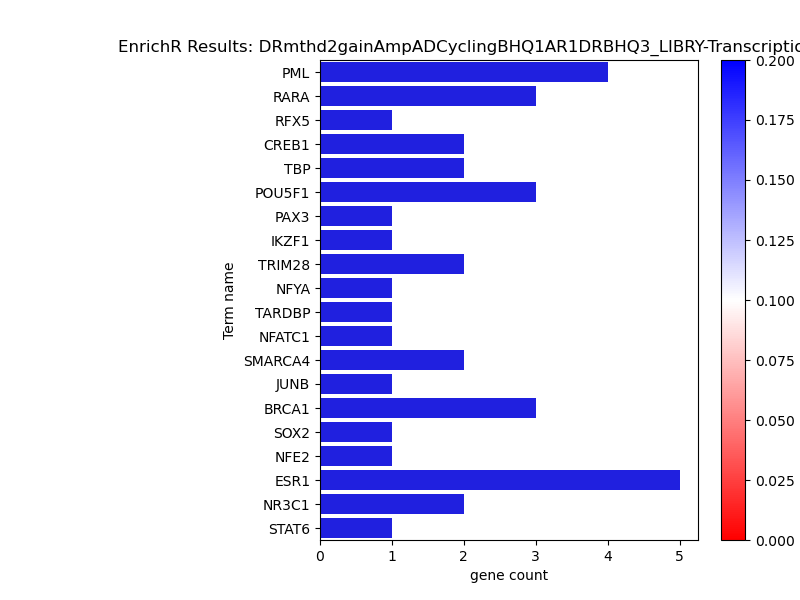 EnrichR Results: DRmthd2gainAmpADCyclingBHQ1AR1DRBHQ3_LIBRY-Transcriptio
PML
RARA
RFX5
CREB1
TBP
POU5F1
PAX3
IKZF1
TRIM28
NFYA
TARDBP
NFATC1
SMARCA4
JUNB
BRCA1
SOX2
NFE2
ESR1
NR3C1
STAT6
Term name
0 1 2 3 4 5
gene count
0.200
0.175
0.150
0.125
0.100
0.075
0.050
0.025
0.000